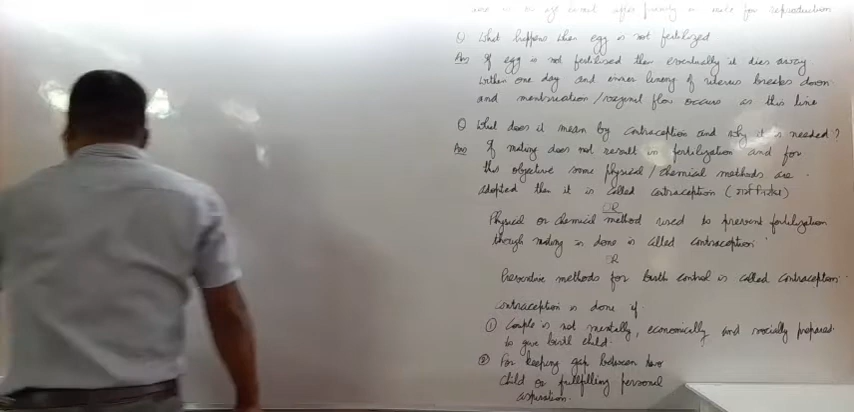 for reproduction
Q What happens when egg is not fertilized
Ans If egg is not fertilised then eventually it dies away
within one day and inner lining of uterus breaks down
and menstruation/vaginal flow occurs as this line
Q What does it mean by contraception and why it is needed?
Ans If mating does not result in fertilization and for
this objective some physical/chemical methods are
adopted then it is called contraception (गर्भनिरोध)
OR
Physical or chemical method used to prevent fertilization
though mating is done is called contraception.
OR
Preventive methods for birth control is called contraception.
contraception is done if.
① Couple is not mentally, economically and socially prepared
to give birth child.
② For keeping gap between two
child or fulfilling personal
aspiration.